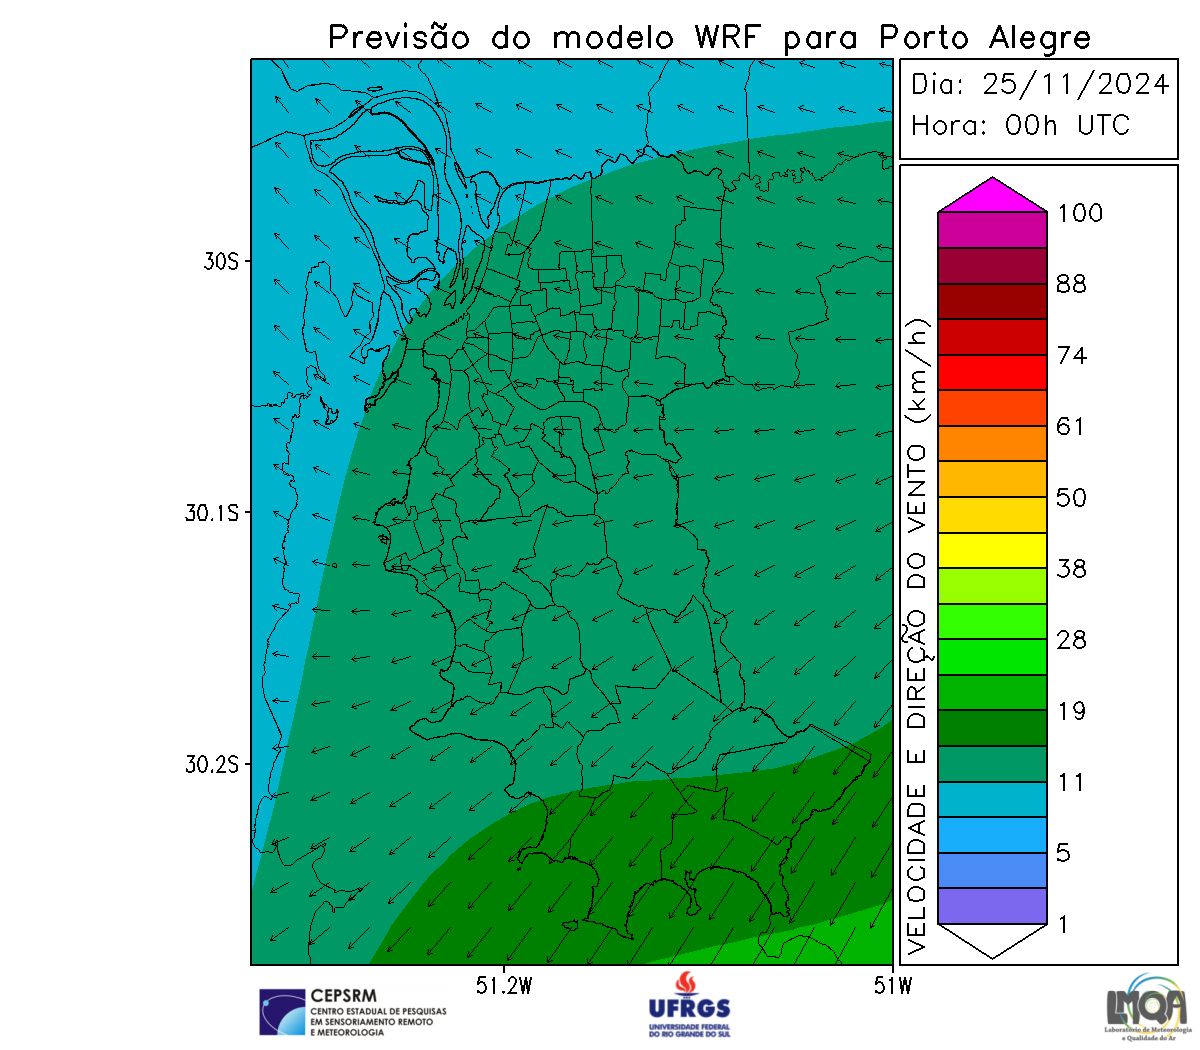 Previsão do modelo WRF para Porto Alegre
Dia: 25/11/2024
Hora: 00h UTC
30S
30.1S
30.2S
51.2W
51W
VELOCIDADE E DIREÇÃO DO VENTO (km/h)
100
88
74
61
50
38
28
19
11
5
1
CEPSRM
CENTRO ESTADUAL DE PESQUISAS
EM SENSORIAMENTO REMOTO
E METEOROLOGIA
UFRGS
UNIVERSIDADE FEDERAL
DO RIO GRANDE DO SUL
LMQA
Laboratório de Meteorologia
e Qualidade do Ar